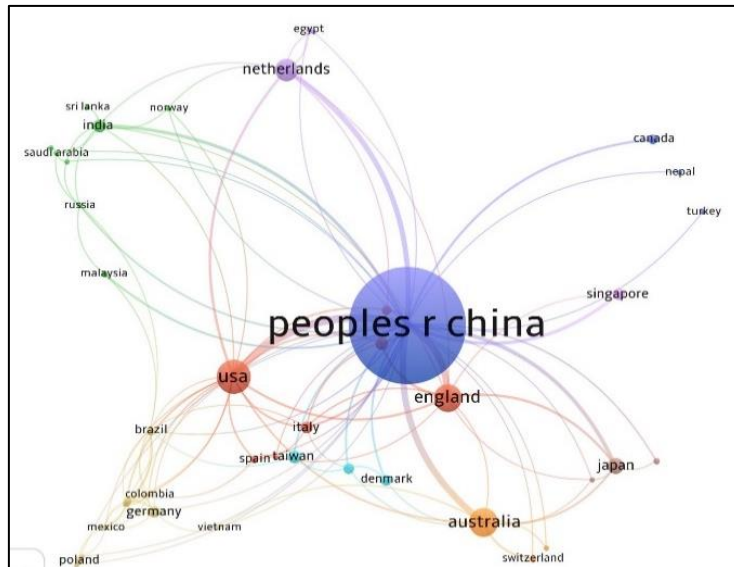 egypt
netherlands
sri lanka
norway
india
canada
saudi arabia
nepal
russia
turkey
malaysia
singapore
peoples r china
usa
england
brazil
italy
spain
taiwan
japan
denmark
colombia
germany
mexico
vietnam
australia
poland
switzerland